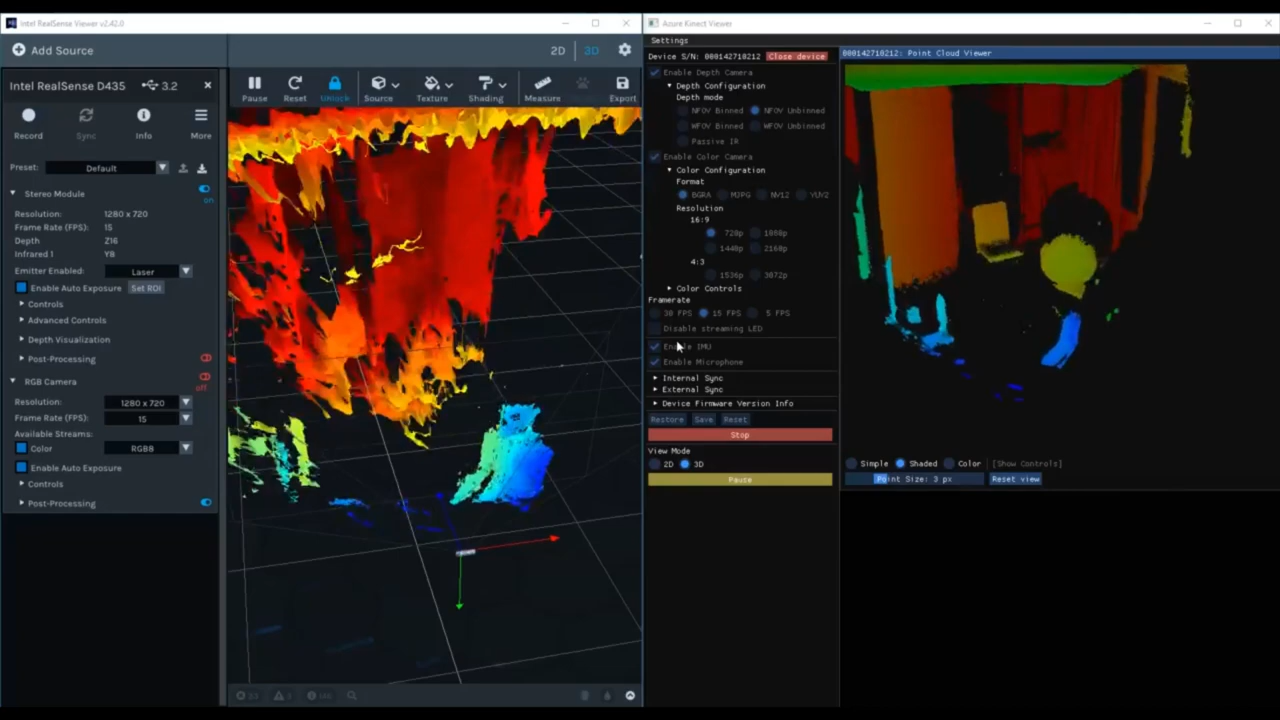 Intel RealSense Viewer v2.42.0
Add Source
2D
3D
Intel RealSense D435
3.2
Record
Sync
Info
More
Preset:
Default
Stereo Module
on
Resolution:
1280 x 720
Frame Rate (FPS):
15
Depth
Z16
Infrared 1
Y8
Emitter Enabled:
Laser
Enable Auto Exposure
Set ROI
Controls
Advanced Controls
Depth Visualization
Post-Processing
RGB Camera
off
Resolution:
1280 x 720
Frame Rate (FPS):
15
Available Streams:
Color
RGB8
Enable Auto Exposure
Controls
Post-Processing
Pause
Reset
Unlock
Source
Texture
Shading
Measure
Export
Azure Kinect Viewer
Settings
Device S/N: 000142710212
Close device
Enable Depth Camera
Depth Configuration
Depth mode
NFOV Binned
NFOV Unbinned
WFOV Binned
WFOV Unbinned
Passive IR
Enable Color Camera
Color Configuration
Format
BGRA
MJPG
NV12
YUY2
Resolution
16:9
720p
1080p
1440p
2160p
4:3
1536p
3072p
Color Controls
Framerate
30 FPS
15 FPS
5 FPS
Disable streaming LED
IMU
Enable Microphone
Internal Sync
External Sync
Device Firmware Version Info
Restore
Save
Reset
Stop
View Mode
2D
3D
Pause
000142710212: Point Cloud Viewer
Simple
Shaded
Color
[Show Controls]
Point Size: 3 px
Reset view